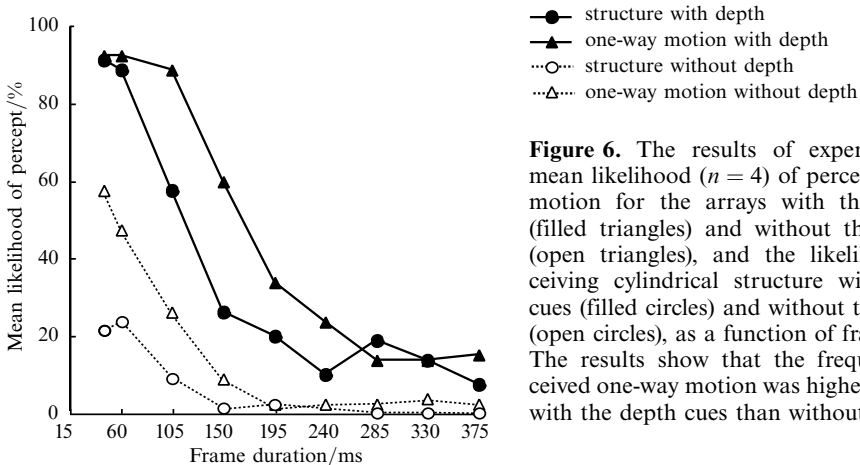 100
80
60
40
20
0
Mean likelihood of percept/%
15 60 105 150 195 240 285 330 375
Frame duration/ms
structure with depth
one-way motion with depth
structure without depth
one-way motion without depth
Figure 6. The results of exper
mean likelihood (n = 4) of percep
motion for the arrays with th
(filled triangles) and without th
(open triangles), and the likeli
ceiving cylindrical structure wi
cues (filled circles) and without t
(open circles), as a function of fra
The results show that the frequ
ceived one-way motion was higher
with the depth cues than without